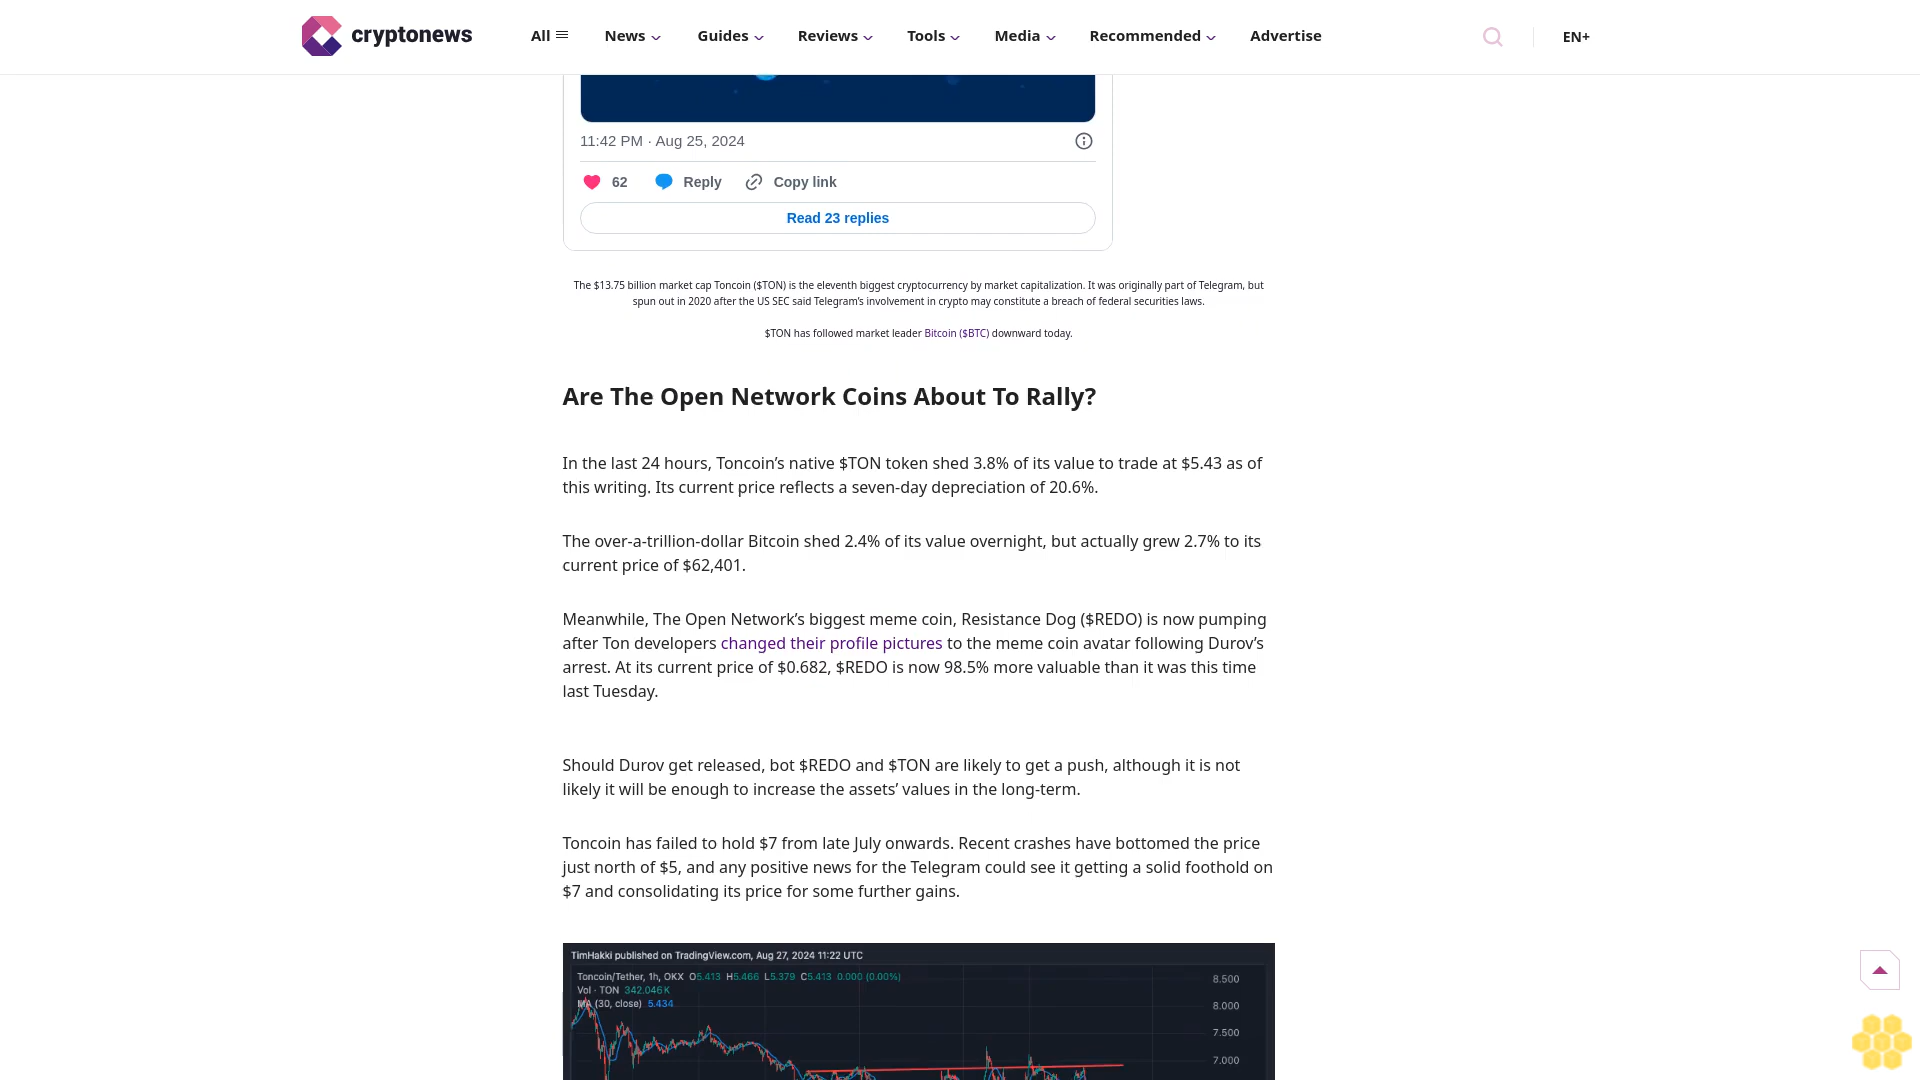 cryptonews
All
News
Guides
Reviews
Tools
Media
Recommended
Advertise
EN+
11:42 PM · Aug 25, 2024
62
Reply
Copy link
Read 23 replies
The $13.75 billion market cap Toncoin ($TON) is the eleventh biggest cryptocurrency by market capitalization. It was originally part of Telegram, but
spun out in 2020 after the US SEC said Telegram’s involvement in crypto may constitute a breach of federal securities laws.
$TON has followed market leader Bitcoin ($BTC) downward today.
Are The Open Network Coins About To Rally?
In the last 24 hours, Toncoin’s native $TON token shed 3.8% of its value to trade at $5.43 as of
this writing. Its current price reflects a seven-day depreciation of 20.6%.
The over-a-trillion-dollar Bitcoin shed 2.4% of its value overnight, but actually grew 2.7% to its
current price of $62,401.
Meanwhile, The Open Network’s biggest meme coin, Resistance Dog ($REDO) is now pumping
after Ton developers changed their profile pictures to the meme coin avatar following Durov’s
arrest. At its current price of $0.682, $REDO is now 98.5% more valuable than it was this time
last Tuesday.
Should Durov get released, bot $REDO and $TON are likely to get a push, although it is not
likely it will be enough to increase the assets’ values in the long-term.
Toncoin has failed to hold $7 from late July onwards. Recent crashes have bottomed the price
just north of $5, and any positive news for the Telegram could see it getting a solid foothold on
$7 and consolidating its price for some further gains.
TimHakki published on TradingView.com, Aug 27, 2024 11:22 UTC
Toncoin/Tether, 1h, OKX O5.413 H5.466 L5.379 C5.413 0.000 (0.00%)
Vol · TON 342.046K
MA (30, close) 5.434
8.500
8.000
7.500
7.000